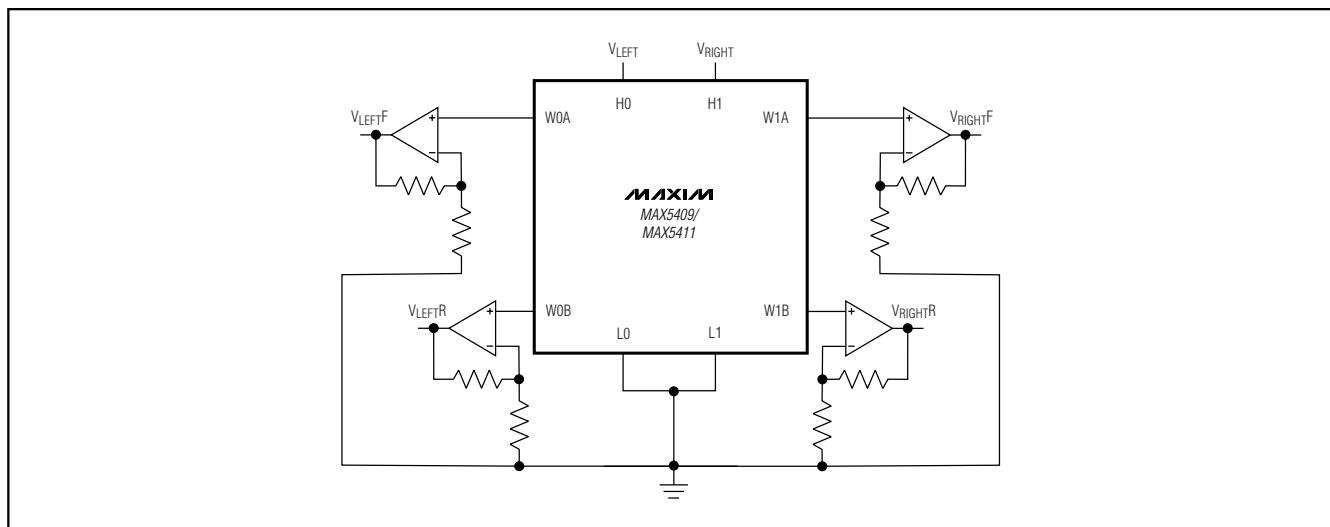 VLEFT VRIGHT
H0 H1
VLEFTF + W0A W1A + VRIGHTF
− −
MAXIM
MAX5409/
MAX5411
VLEFTR + W0B W1B + VRIGHTR
− L0 L1 −